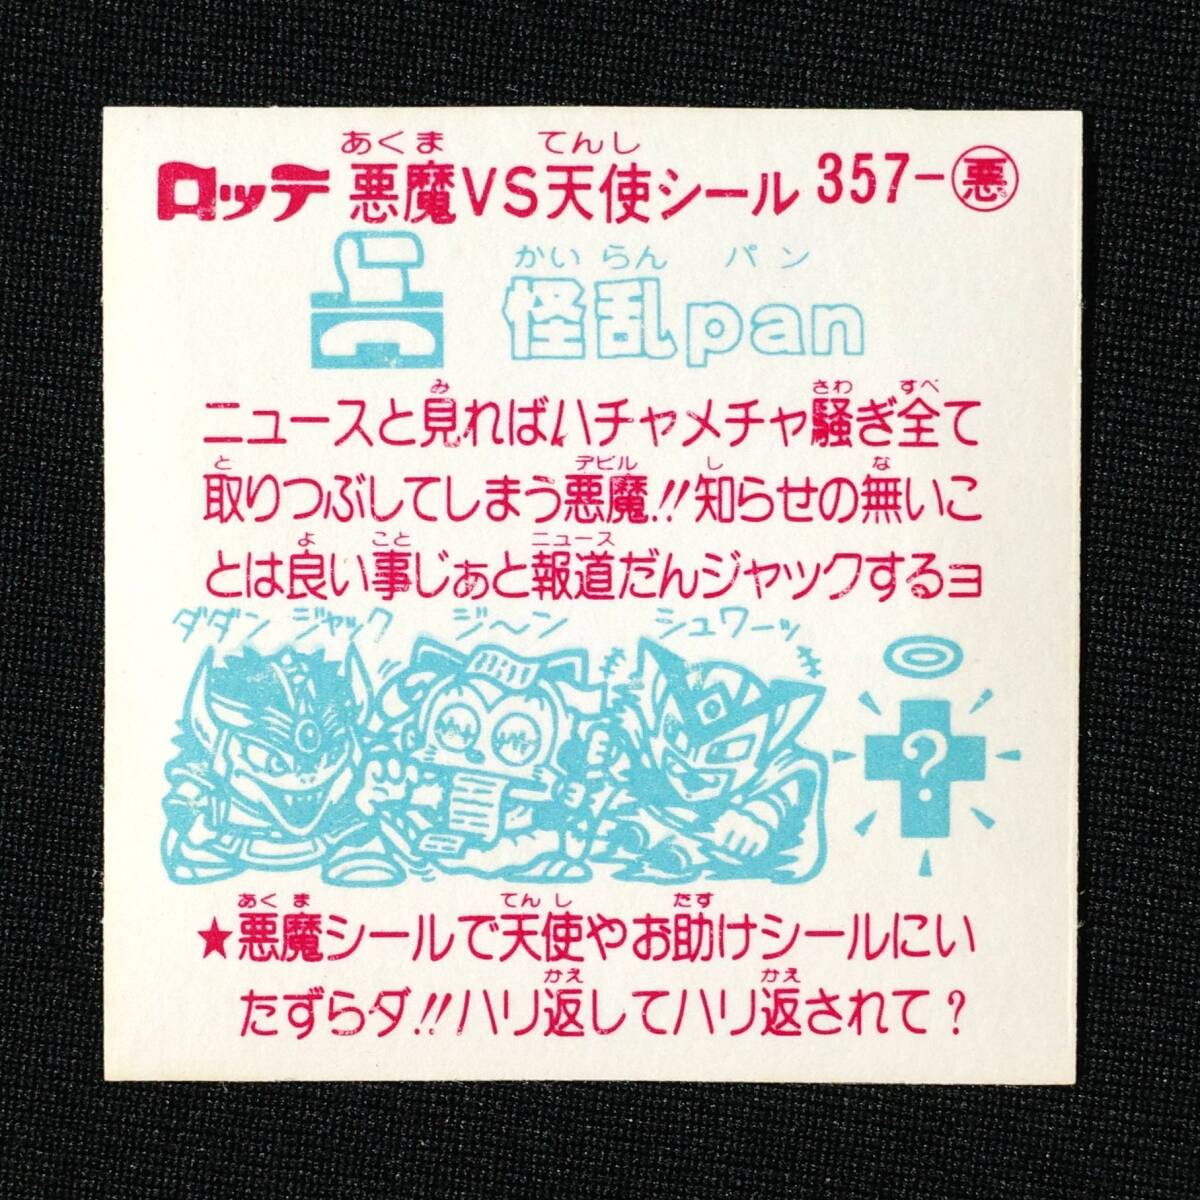 あくま てんし
ロッテ 悪魔VS天使シール 357-悪
かいらん パン
怪乱pan
み さわ すべ
ニュースと見ればハチャメチャ騒ぎ全て
と デビル し な
取りつぶしてしまう悪魔!!知らせの無いこ
よ こと ニュース
とは良い事じぁと報道だんジャックするヨ
ダダン ジャック ジ〜ン シュワーッ
?
あくま てんし たす
★悪魔シールで天使やお助けシールにい
かえ かえ
たずらダ!!ハリ返してハリ返されて?